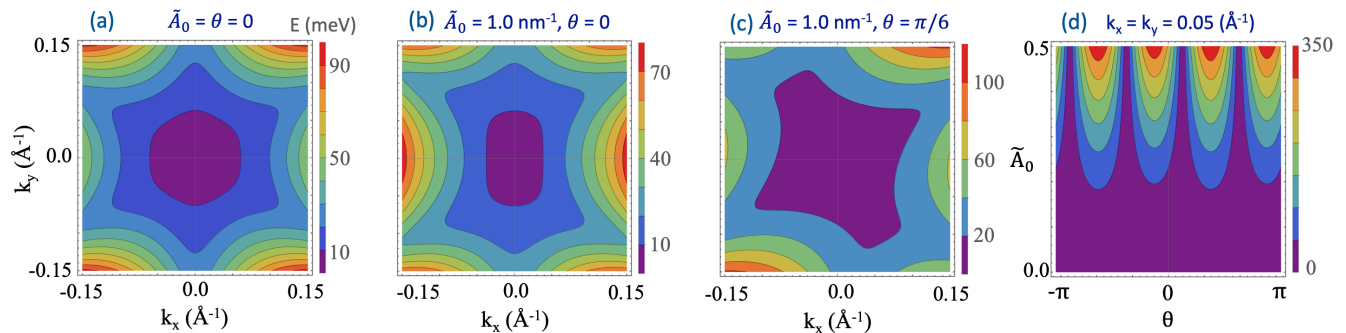 (a) Ã₀ = θ = 0 E (meV)
(b) Ã₀ = 1.0 nm⁻¹, θ = 0
(c) Ã₀ = 1.0 nm⁻¹, θ = π/6
(d) kₓ = kᵧ = 0.05 (Å⁻¹)
0.15
0.0
-0.15
kᵧ (Å⁻¹)
-0.15 0.0 0.15
kₓ (Å⁻¹)
90
50
10
-0.15 0.0 0.15
kₓ (Å⁻¹)
70
40
10
-0.15 0.0 0.15
kₓ (Å⁻¹)
100
60
20
0.5
Ã₀
0.0
-π 0 π
θ
350
0